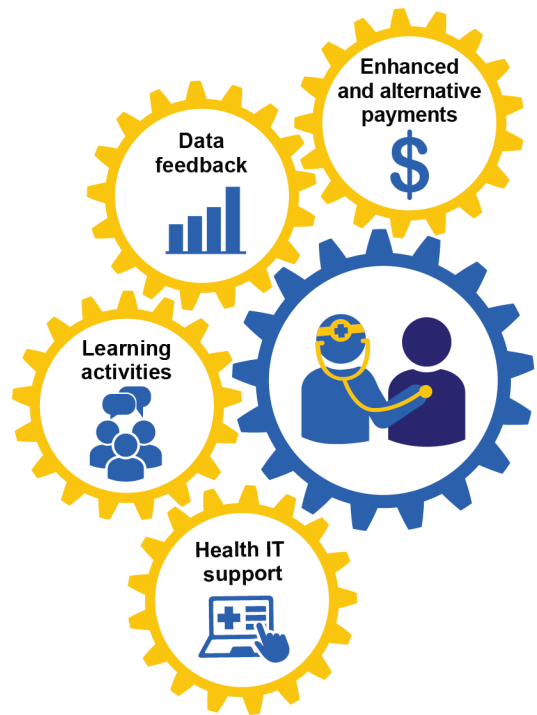 Enhanced
and alternative
payments
$
Data
feedback
Learning
activities
Health IT
support